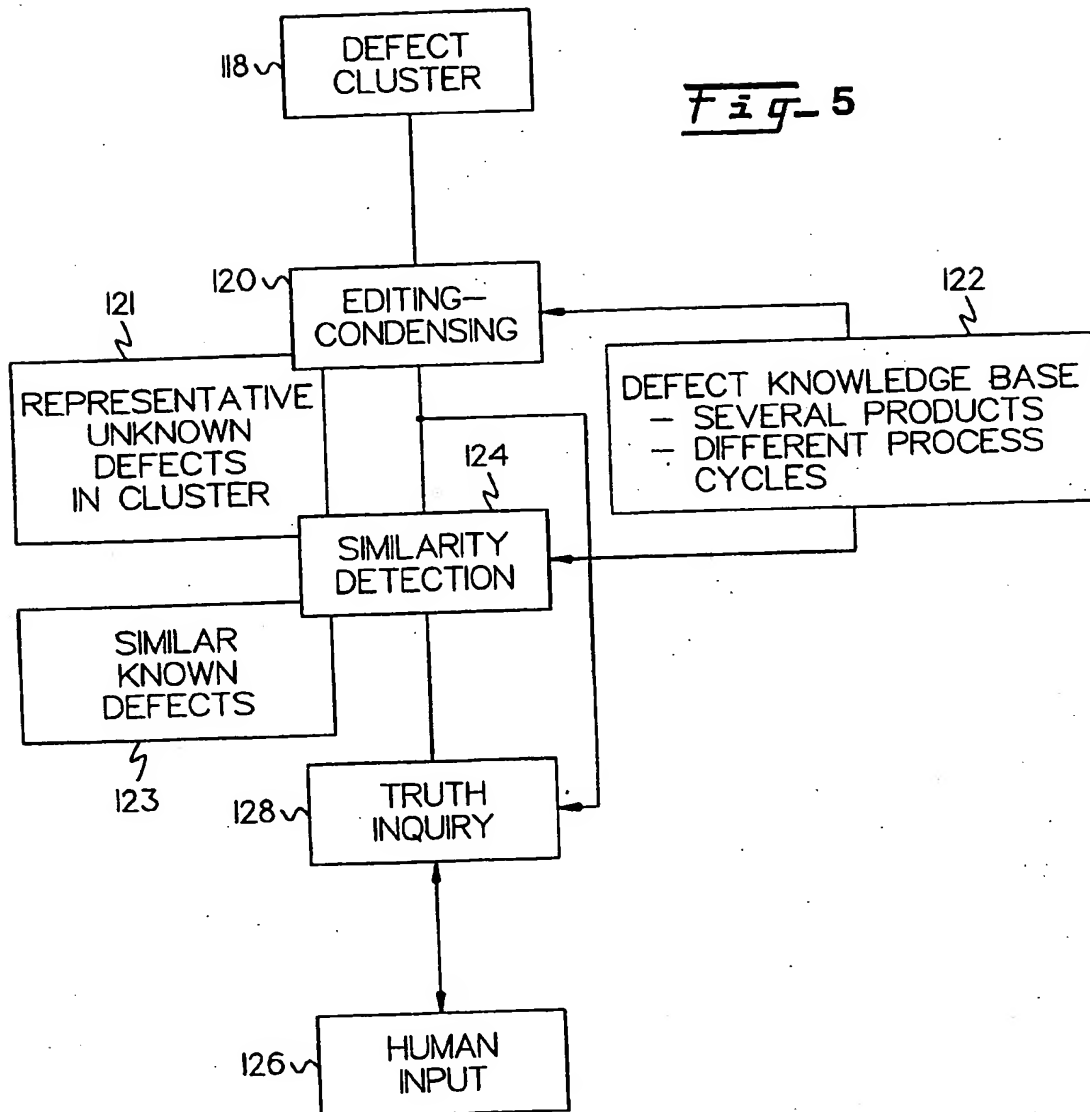 118
DEFECT
CLUSTER
Fig_ 5
120
EDITING—
CONDENSING
121
REPRESENTATIVE
UNKNOWN
DEFECTS
IN CLUSTER
122
DEFECT KNOWLEDGE BASE
— SEVERAL PRODUCTS
— DIFFERENT PROCESS
CYCLES
124
SIMILARITY
DETECTION
SIMILAR
KNOWN
DEFECTS
123
128
TRUTH
INQUIRY
126
HUMAN
INPUT